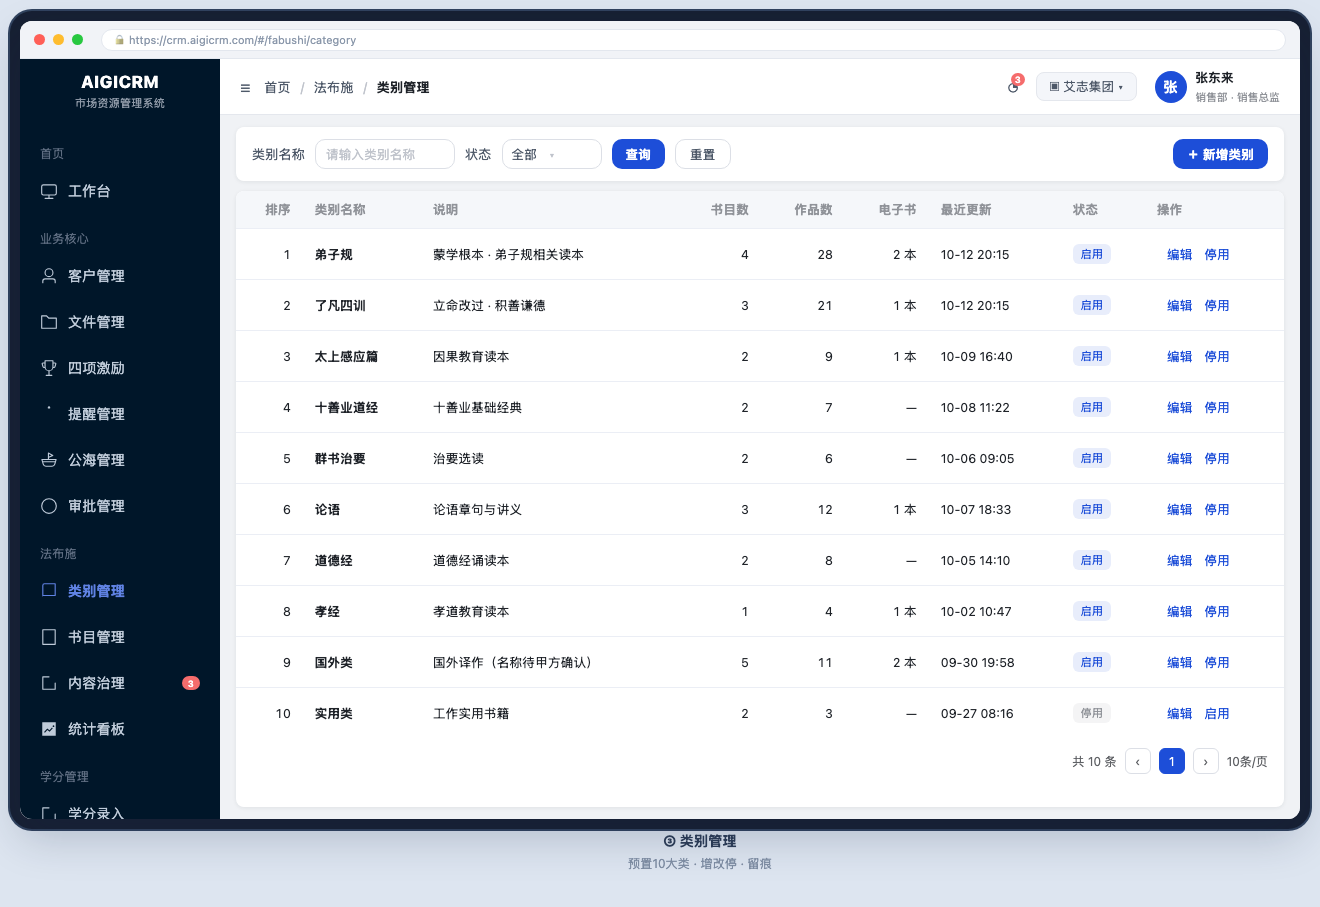 https://crm.aigicrm.com/#/fabushi/category
AIGICRM
市场资源管理系统
首页
工作台
业务核心
客户管理
文件管理
四项激励
提醒管理
公海管理
审批管理
法布施
类别管理
书目管理
内容治理 3
统计看板
学分管理
学分录入
≡ 首页 / 法布施 / 类别管理
3
艾志集团 ▾
张
张东来
销售部 · 销售总监
类别名称 请输入类别名称 状态 全部 查询 重置 + 新增类别
排序 类别名称 说明 书目数 作品数 电子书 最近更新 状态 操作
1 弟子规 蒙学根本 · 弟子规相关读本 4 28 2 本 10-12 20:15 启用 编辑 停用
2 了凡四训 立命改过 · 积善谦德 3 21 1 本 10-12 20:15 启用 编辑 停用
3 太上感应篇 因果教育读本 2 9 1 本 10-09 16:40 启用 编辑 停用
4 十善业道经 十善业基础经典 2 7 — 10-08 11:22 启用 编辑 停用
5 群书治要 治要选读 2 6 — 10-06 09:05 启用 编辑 停用
6 论语 论语章句与讲义 3 12 1 本 10-07 18:33 启用 编辑 停用
7 道德经 道德经诵读本 2 8 — 10-05 14:10 启用 编辑 停用
8 孝经 孝道教育读本 1 4 1 本 10-02 10:47 启用 编辑 停用
9 国外类 国外译作（名称待甲方确认） 5 11 2 本 09-30 19:58 启用 编辑 停用
10 实用类 工作实用书籍 2 3 — 09-27 08:16 停用 编辑 启用
共 10 条 ‹ 1 › 10条/页
③ 类别管理
预置10大类 · 增改停 · 留痕